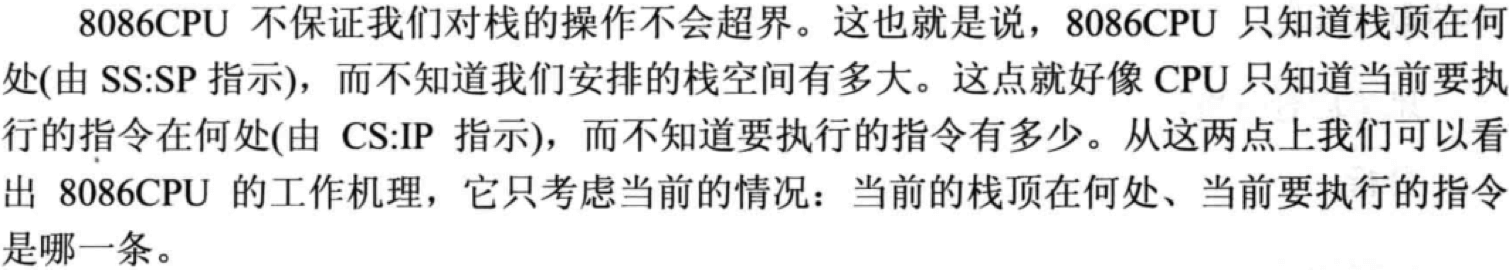 8086CPU 不保证我们对栈的操作不会超界。这也就是说，8086CPU 只知道栈顶在何
处(由 SS:SP 指示)，而不知道我们安排的栈空间有多大。这点就好像 CPU 只知道当前要执
行的指令在何处(由 CS:IP 指示)，而不知道要执行的指令有多少。从这两点上我们可以看
出 8086CPU 的工作机理，它只考虑当前的情况：当前的栈顶在何处、当前要执行的指令
是哪一条。